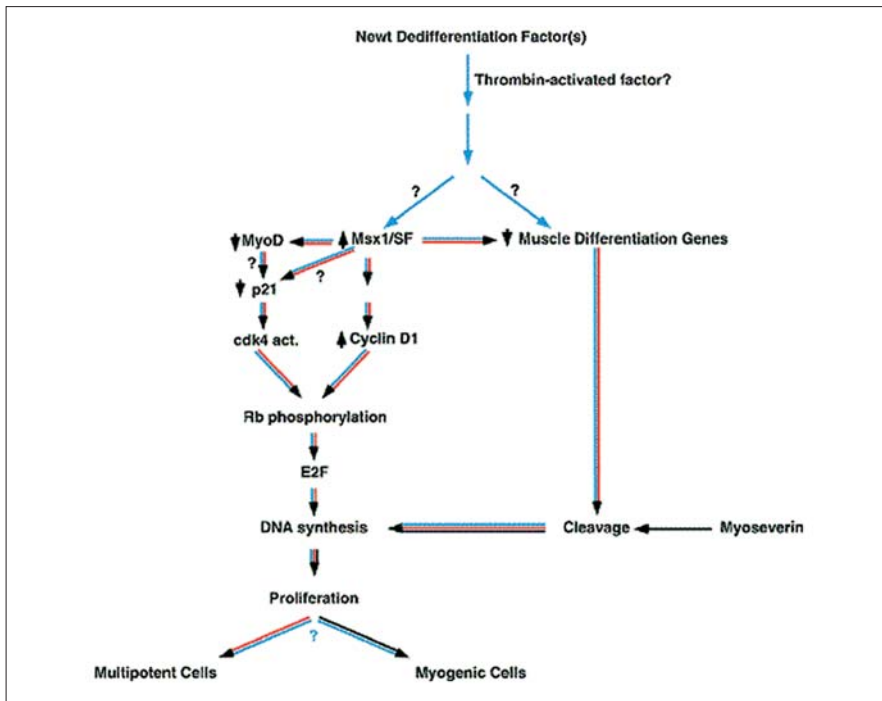 Newt Dedifferentiation Factor(s)
Thrombin-activated factor?
? ?
MyoD Msx1/SF Muscle Differentiation Genes
? ?
p21
cdk4 act. Cyclin D1
Rb phosphorylation
E2F
DNA synthesis Cleavage Myoseverin
Proliferation
?
Multipotent Cells Myogenic Cells